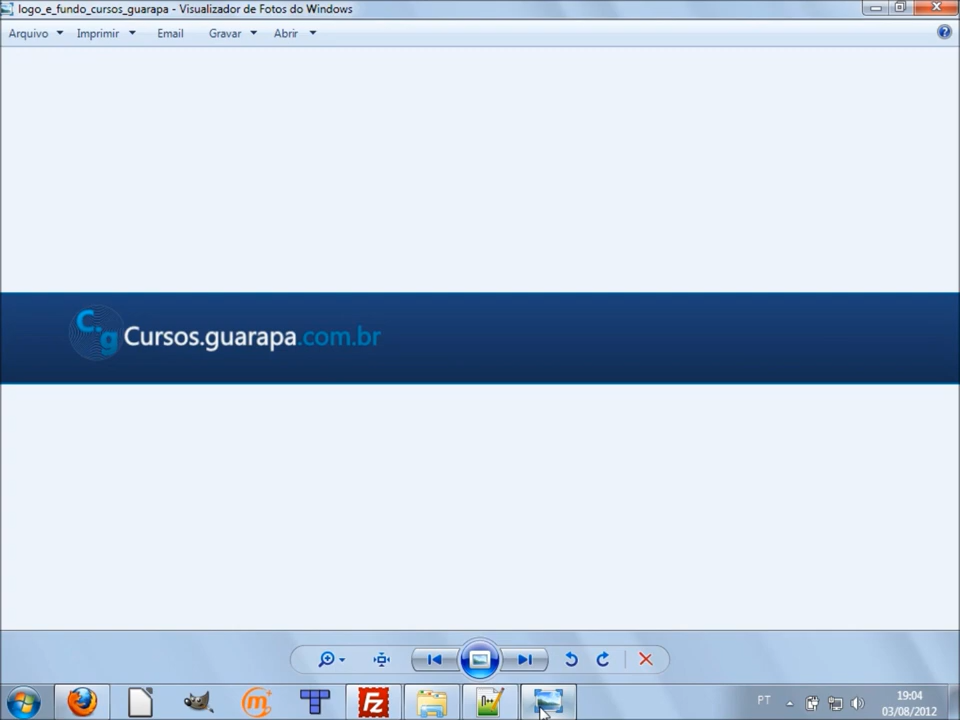 logo_e_fundo_cursos_guarapa - Visualizador de Fotos do Windows
Arquivo Imprimir Email Gravar Abrir
C.g Cursos.guarapa.com.br
PT
19:04
03/08/2012